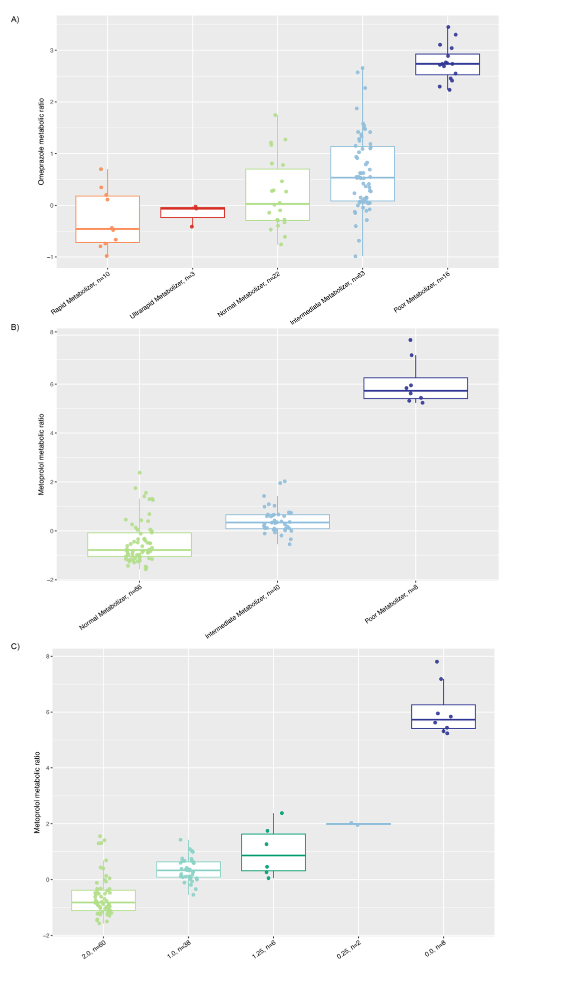 A)
Omeprazole metabolic ratio
3
2
1
0
−1
Rapid Metabolizer, n=10
Ultrarapid Metabolizer, n=3
Normal Metabolizer, n=22
Intermediate Metabolizer, n=63
Poor Metabolizer, n=16
B)
Metoprolol metabolic ratio
8
6
4
2
0
−2
Normal Metabolizer, n=66
Intermediate Metabolizer, n=40
Poor Metabolizer, n=8
C)
Metoprolol metabolic ratio
8
6
4
2
0
−2
2.0, n=60
1.0, n=38
1.25, n=6
0.25, n=2
0.0, n=8